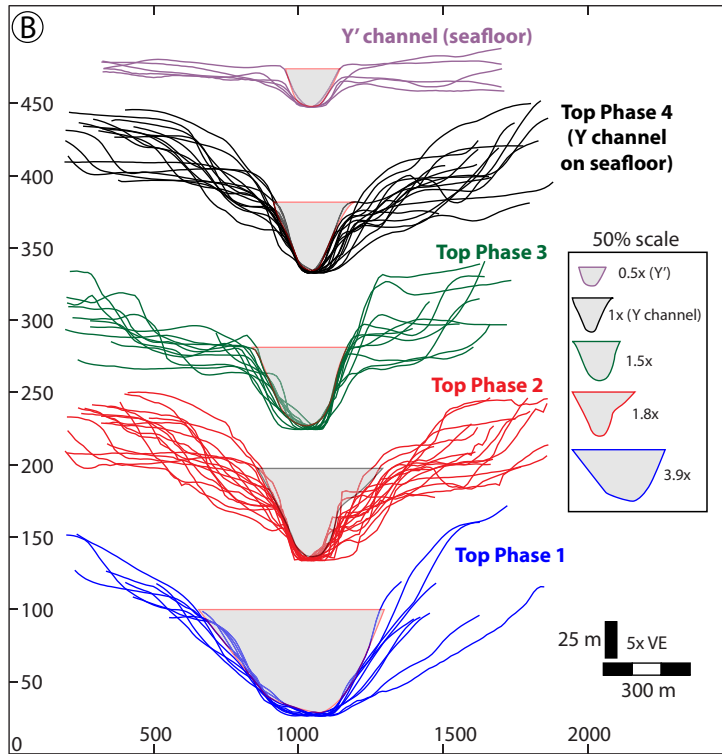 B
Y' channel (seafloor)
450
Top Phase 4
(Y channel
on seafloor)
400
350
50% scale
0.5x (Y')
1x (Y channel)
1.5x
1.8x
3.9x
Top Phase 3
300
250
Top Phase 2
200
150
Top Phase 1
100
50
25 m
5x VE
300 m
0
500
1000
1500
2000